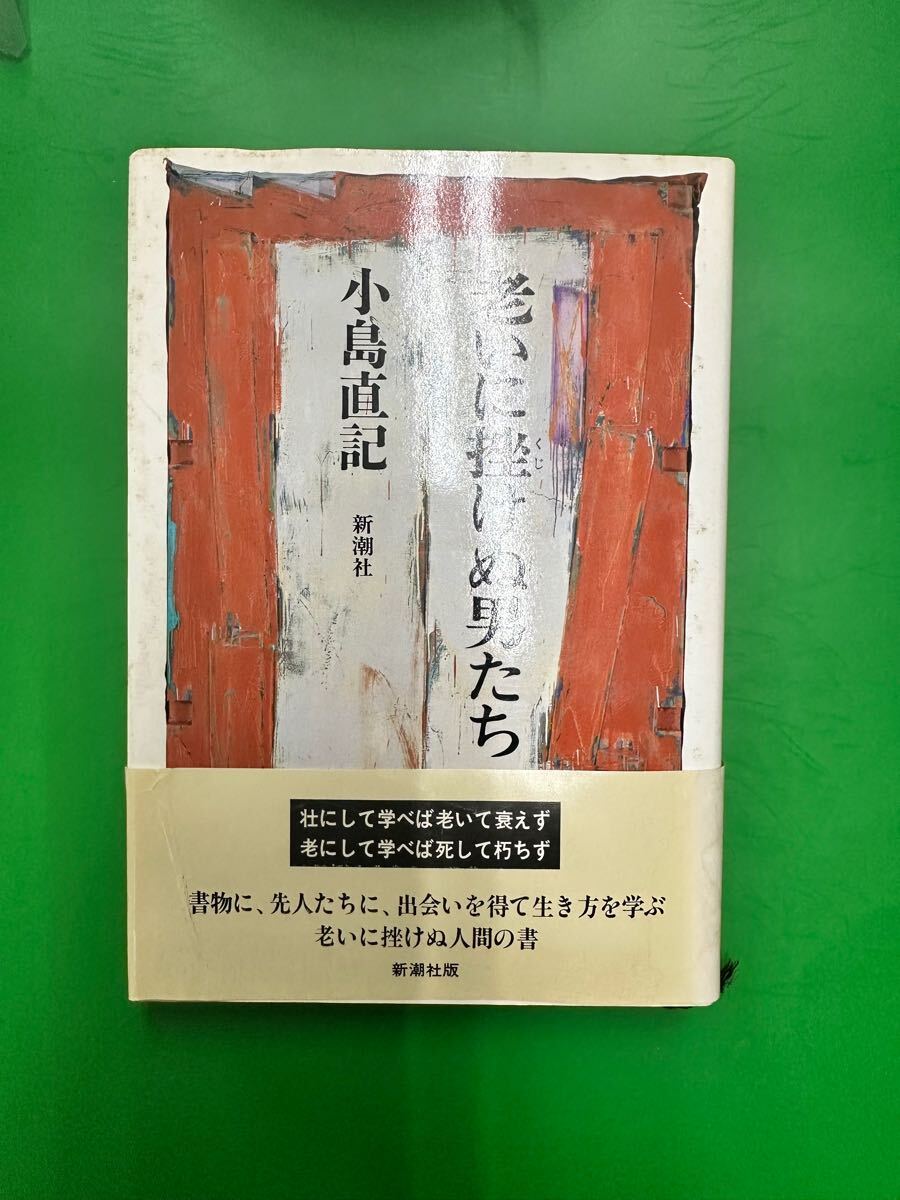 老いに挫けぬ男たち
くじ
小島直記
新潮社
壮にして学べば老いて衰えず
老にして学べば死して朽ちず
書物に、先人たちに、出会いを得て生き方を学ぶ
老いに挫けぬ人間の書
新潮社版